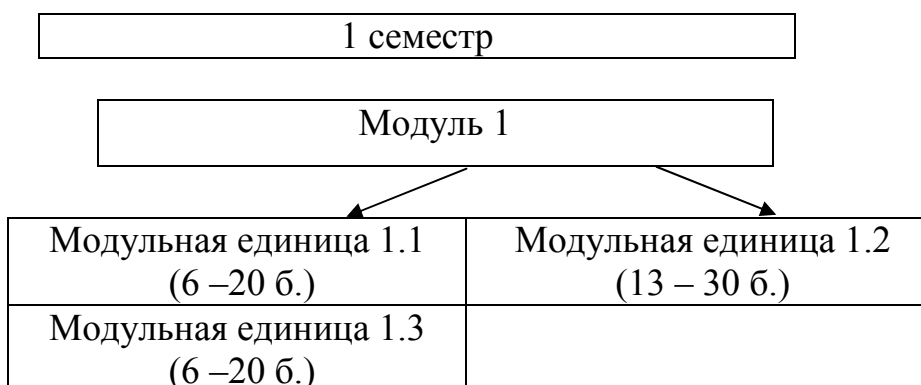 1 семестр
Модуль 1
Модульная единица 1.1
(6 –20 б.)
Модульная единица 1.2
(13 – 30 б.)
Модульная единица 1.3
(6 –20 б.)